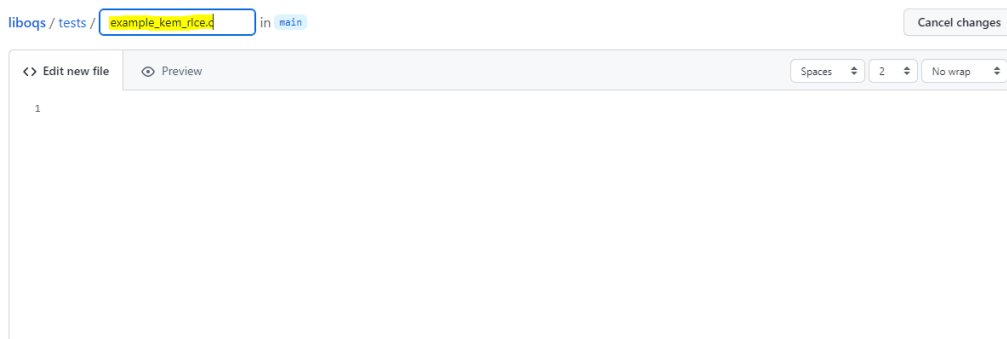 liboqs / tests / example_kem_rlce.c in main Cancel changes
<> Edit new file Preview Spaces 2 No wrap
1